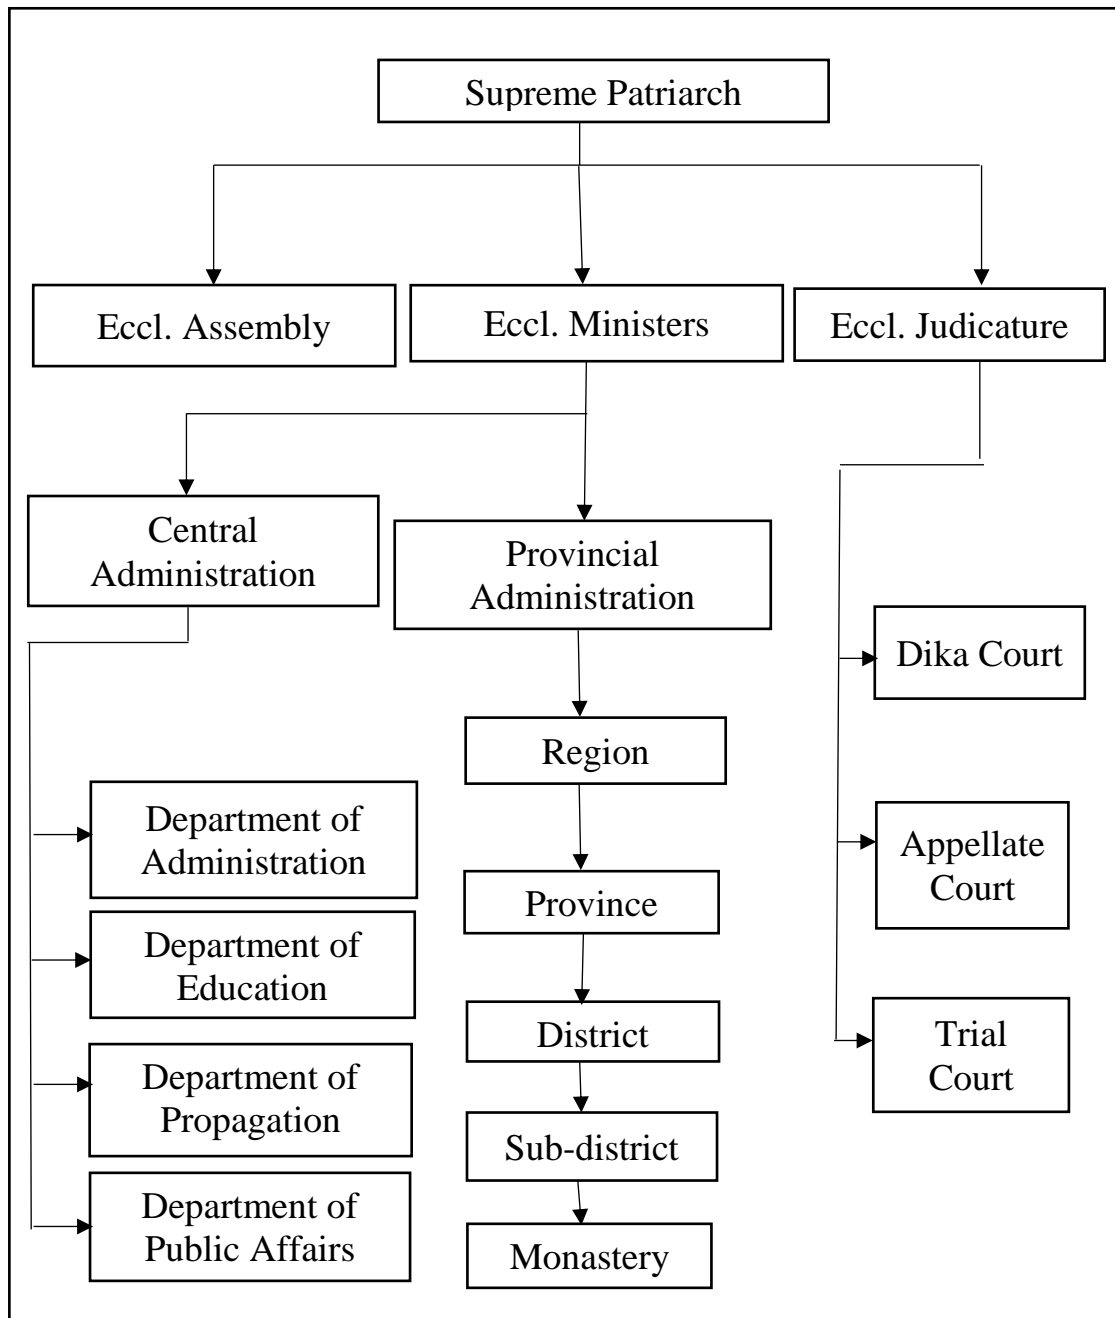 Supreme Patriarch
Eccl. Assembly
Eccl. Ministers
Eccl. Judicature
Central
Administration
Provincial
Administration
Dika Court
Region
Department of
Administration
Appellate
Court
Province
Department of
Education
District
Trial
Court
Department of
Propagation
Sub-district
Department of
Public Affairs
Monastery